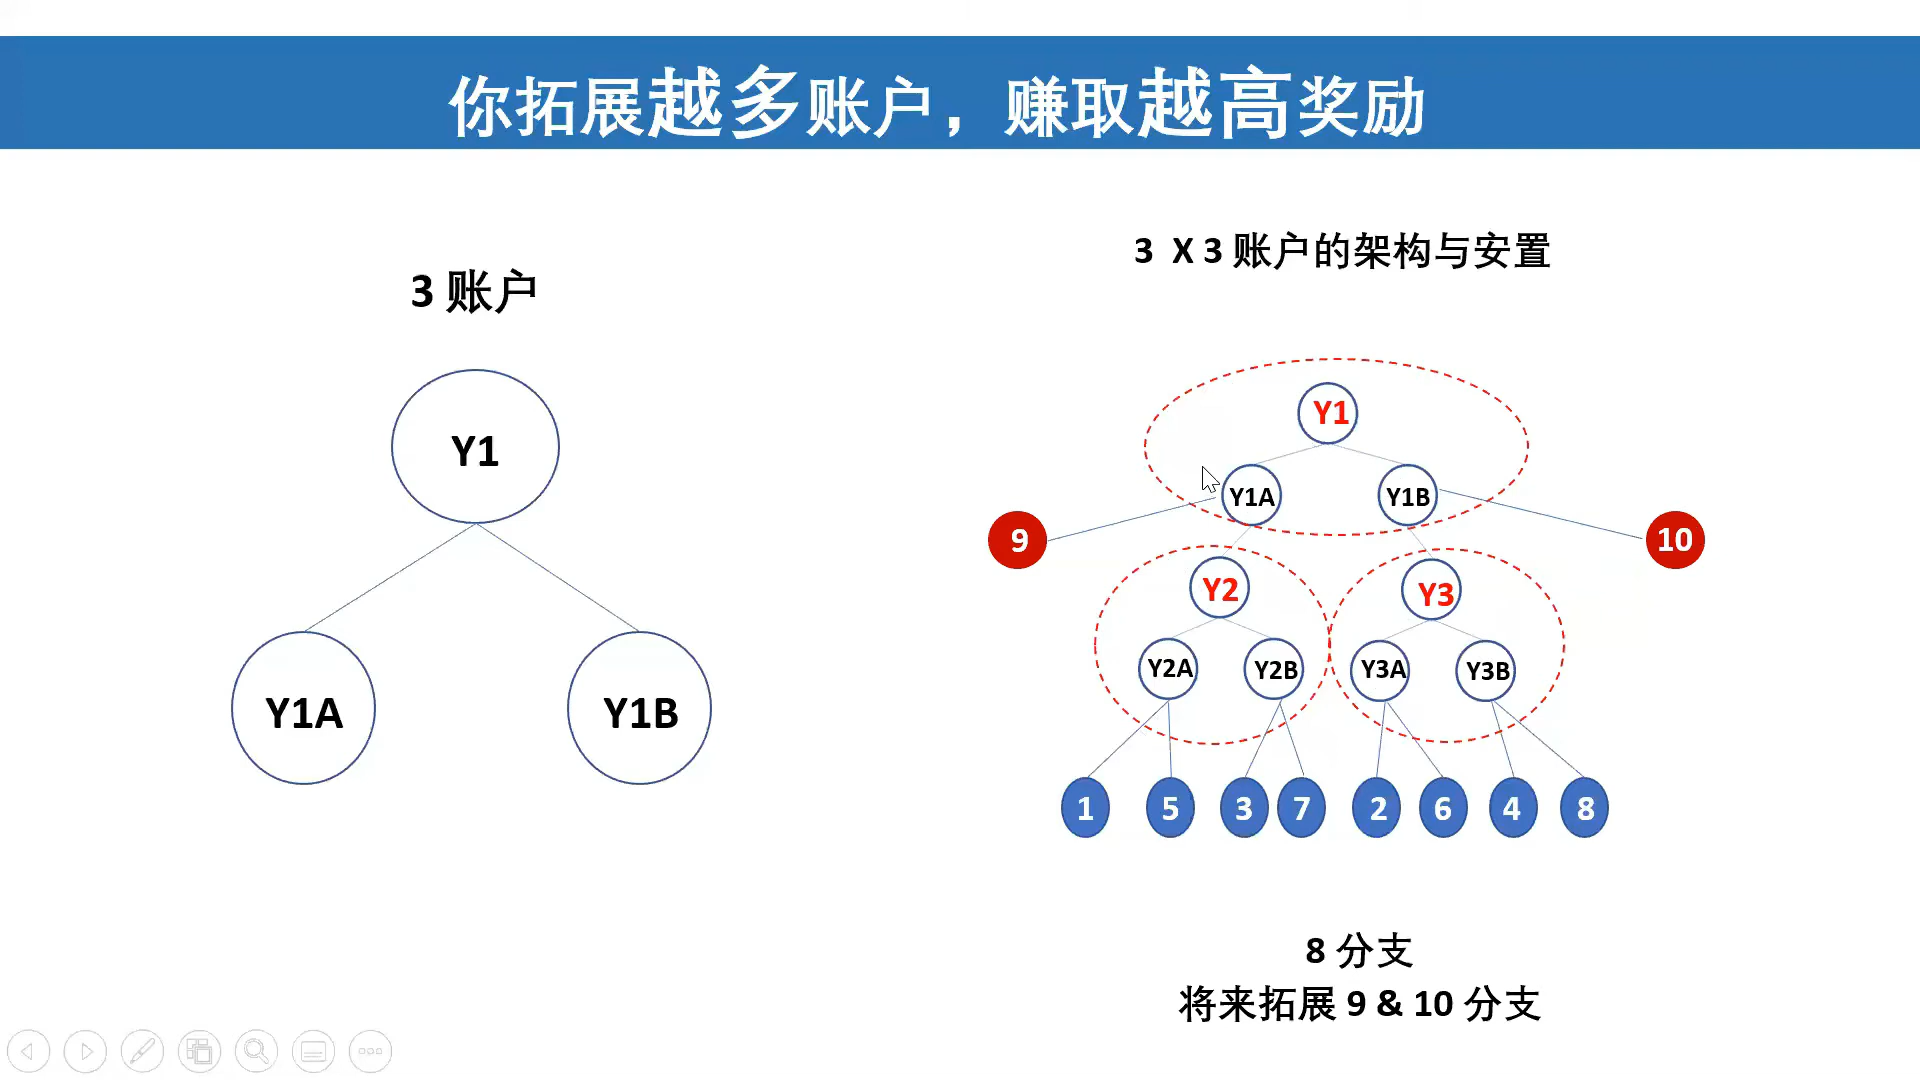 你拓展越多账户，赚取越高奖励
3 账户
Y1
Y1A
Y1B
3 X 3 账户的架构与安置
Y1
Y1A
Y1B
9
10
Y2
Y3
Y2A
Y2B
Y3A
Y3B
1
5
3
7
2
6
4
8
8 分支
将来拓展 9 & 10 分支